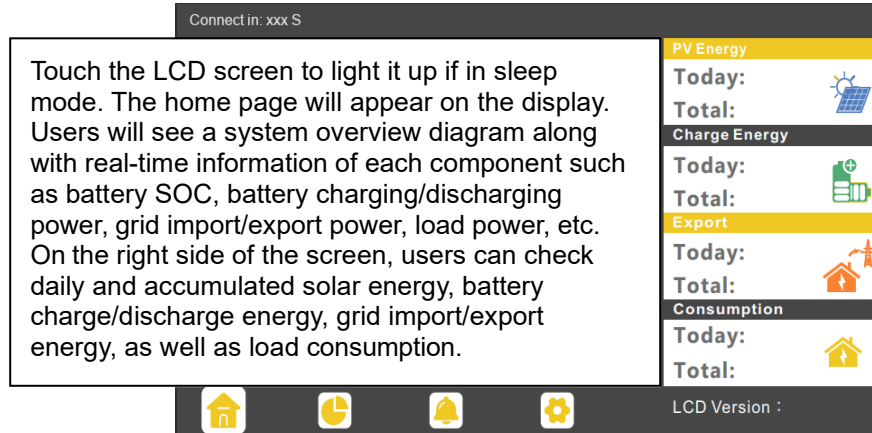 Connect in: xxx S
Touch the LCD screen to light it up if in sleep
mode. The home page will appear on the display.
Users will see a system overview diagram along
with real-time information of each component such
as battery SOC, battery charging/discharging
power, grid import/export power, load power, etc.
On the right side of the screen, users can check
daily and accumulated solar energy, battery
charge/discharge energy, grid import/export
energy, as well as load consumption.
PV Energy
Today:
Total:
Charge Energy
Today:
Total:
Export
Today:
Total:
Consumption
Today:
Total:
LCD Version：